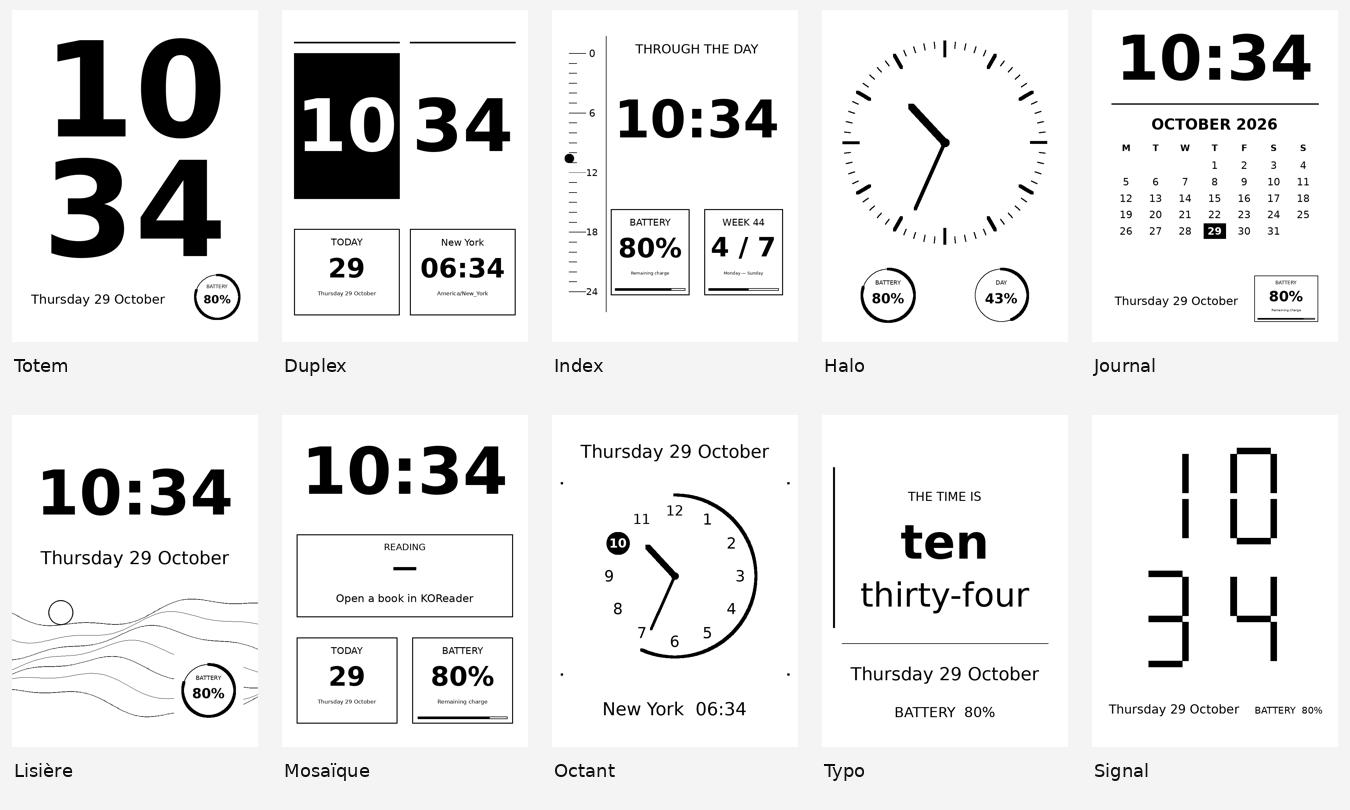 10
34
Thursday 29 October
BATTERY
80%
Totem
10 34
TODAY
29
Thursday 29 October
New York
06:34
America/New_York
Duplex
0
6
12
18
24
THROUGH THE DAY
10:34
BATTERY
80%
Remaining charge
WEEK 44
4 / 7
Monday — Sunday
Index
BATTERY
80%
DAY
43%
Halo
10:34
OCTOBER 2026
M T W T F S S
1 2 3 4
5 6 7 8 9 10 11
12 13 14 15 16 17 18
19 20 21 22 23 24 25
26 27 28 29 30 31
Thursday 29 October
BATTERY
80%
Remaining charge
Journal
10:34
Thursday 29 October
BATTERY
80%
Lisière
10:34
READING
—
Open a book in KOReader
TODAY
29
Thursday 29 October
BATTERY
80%
Remaining charge
Mosaïque
Thursday 29 October
12
11 1
10 2
9 3
8 4
7 5
6
New York 06:34
Octant
THE TIME IS
ten
thirty-four
Thursday 29 October
BATTERY 80%
Typo
10
34
Thursday 29 October BATTERY 80%
Signal